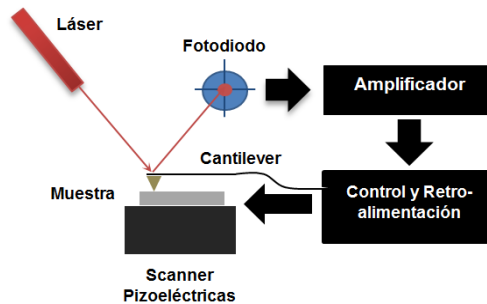 Láser
Fotodiodo
Amplificador
Cantilever
Muestra
Control y Retro-
alimentación
Scanner
Pizoeléctricas